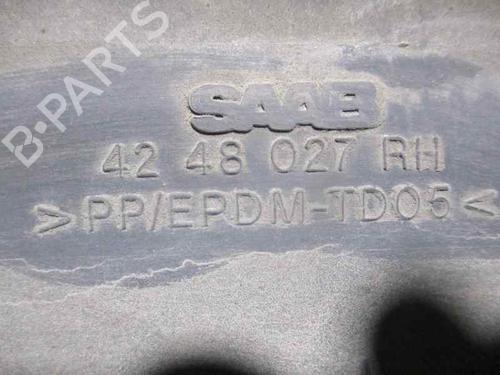 B-PARTS
SAAB
42 48 027 RH
>PP/EPDM-TD05<